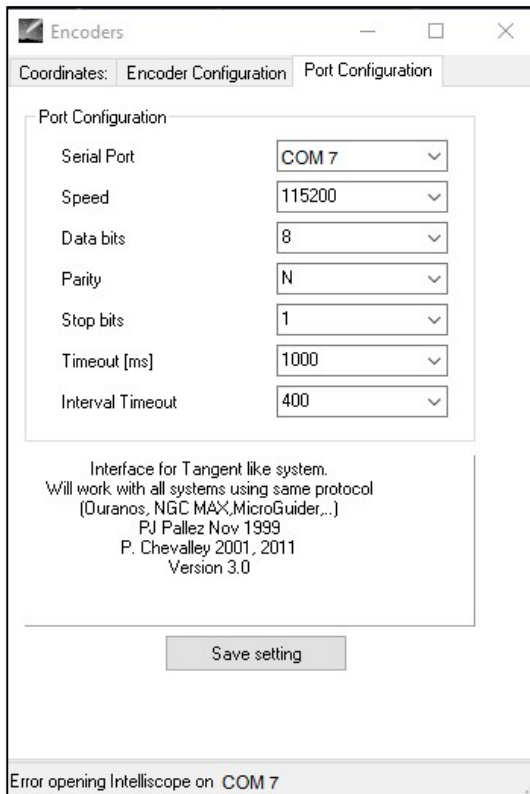 Encoders
Coordinates: Encoder Configuration Port Configuration
Port Configuration
Serial Port COM 7
Speed 115200
Data bits 8
Parity N
Stop bits 1
Timeout [ms] 1000
Interval Timeout 400
Interface for Tangent like system.
Will work with all systems using same protocol
(Ouranos, NGC MAX,MicroGuider,..)
PJ Pallez Nov 1999
P. Chevalley 2001, 2011
Version 3.0
Save setting
Error opening Intelliscope on COM 7